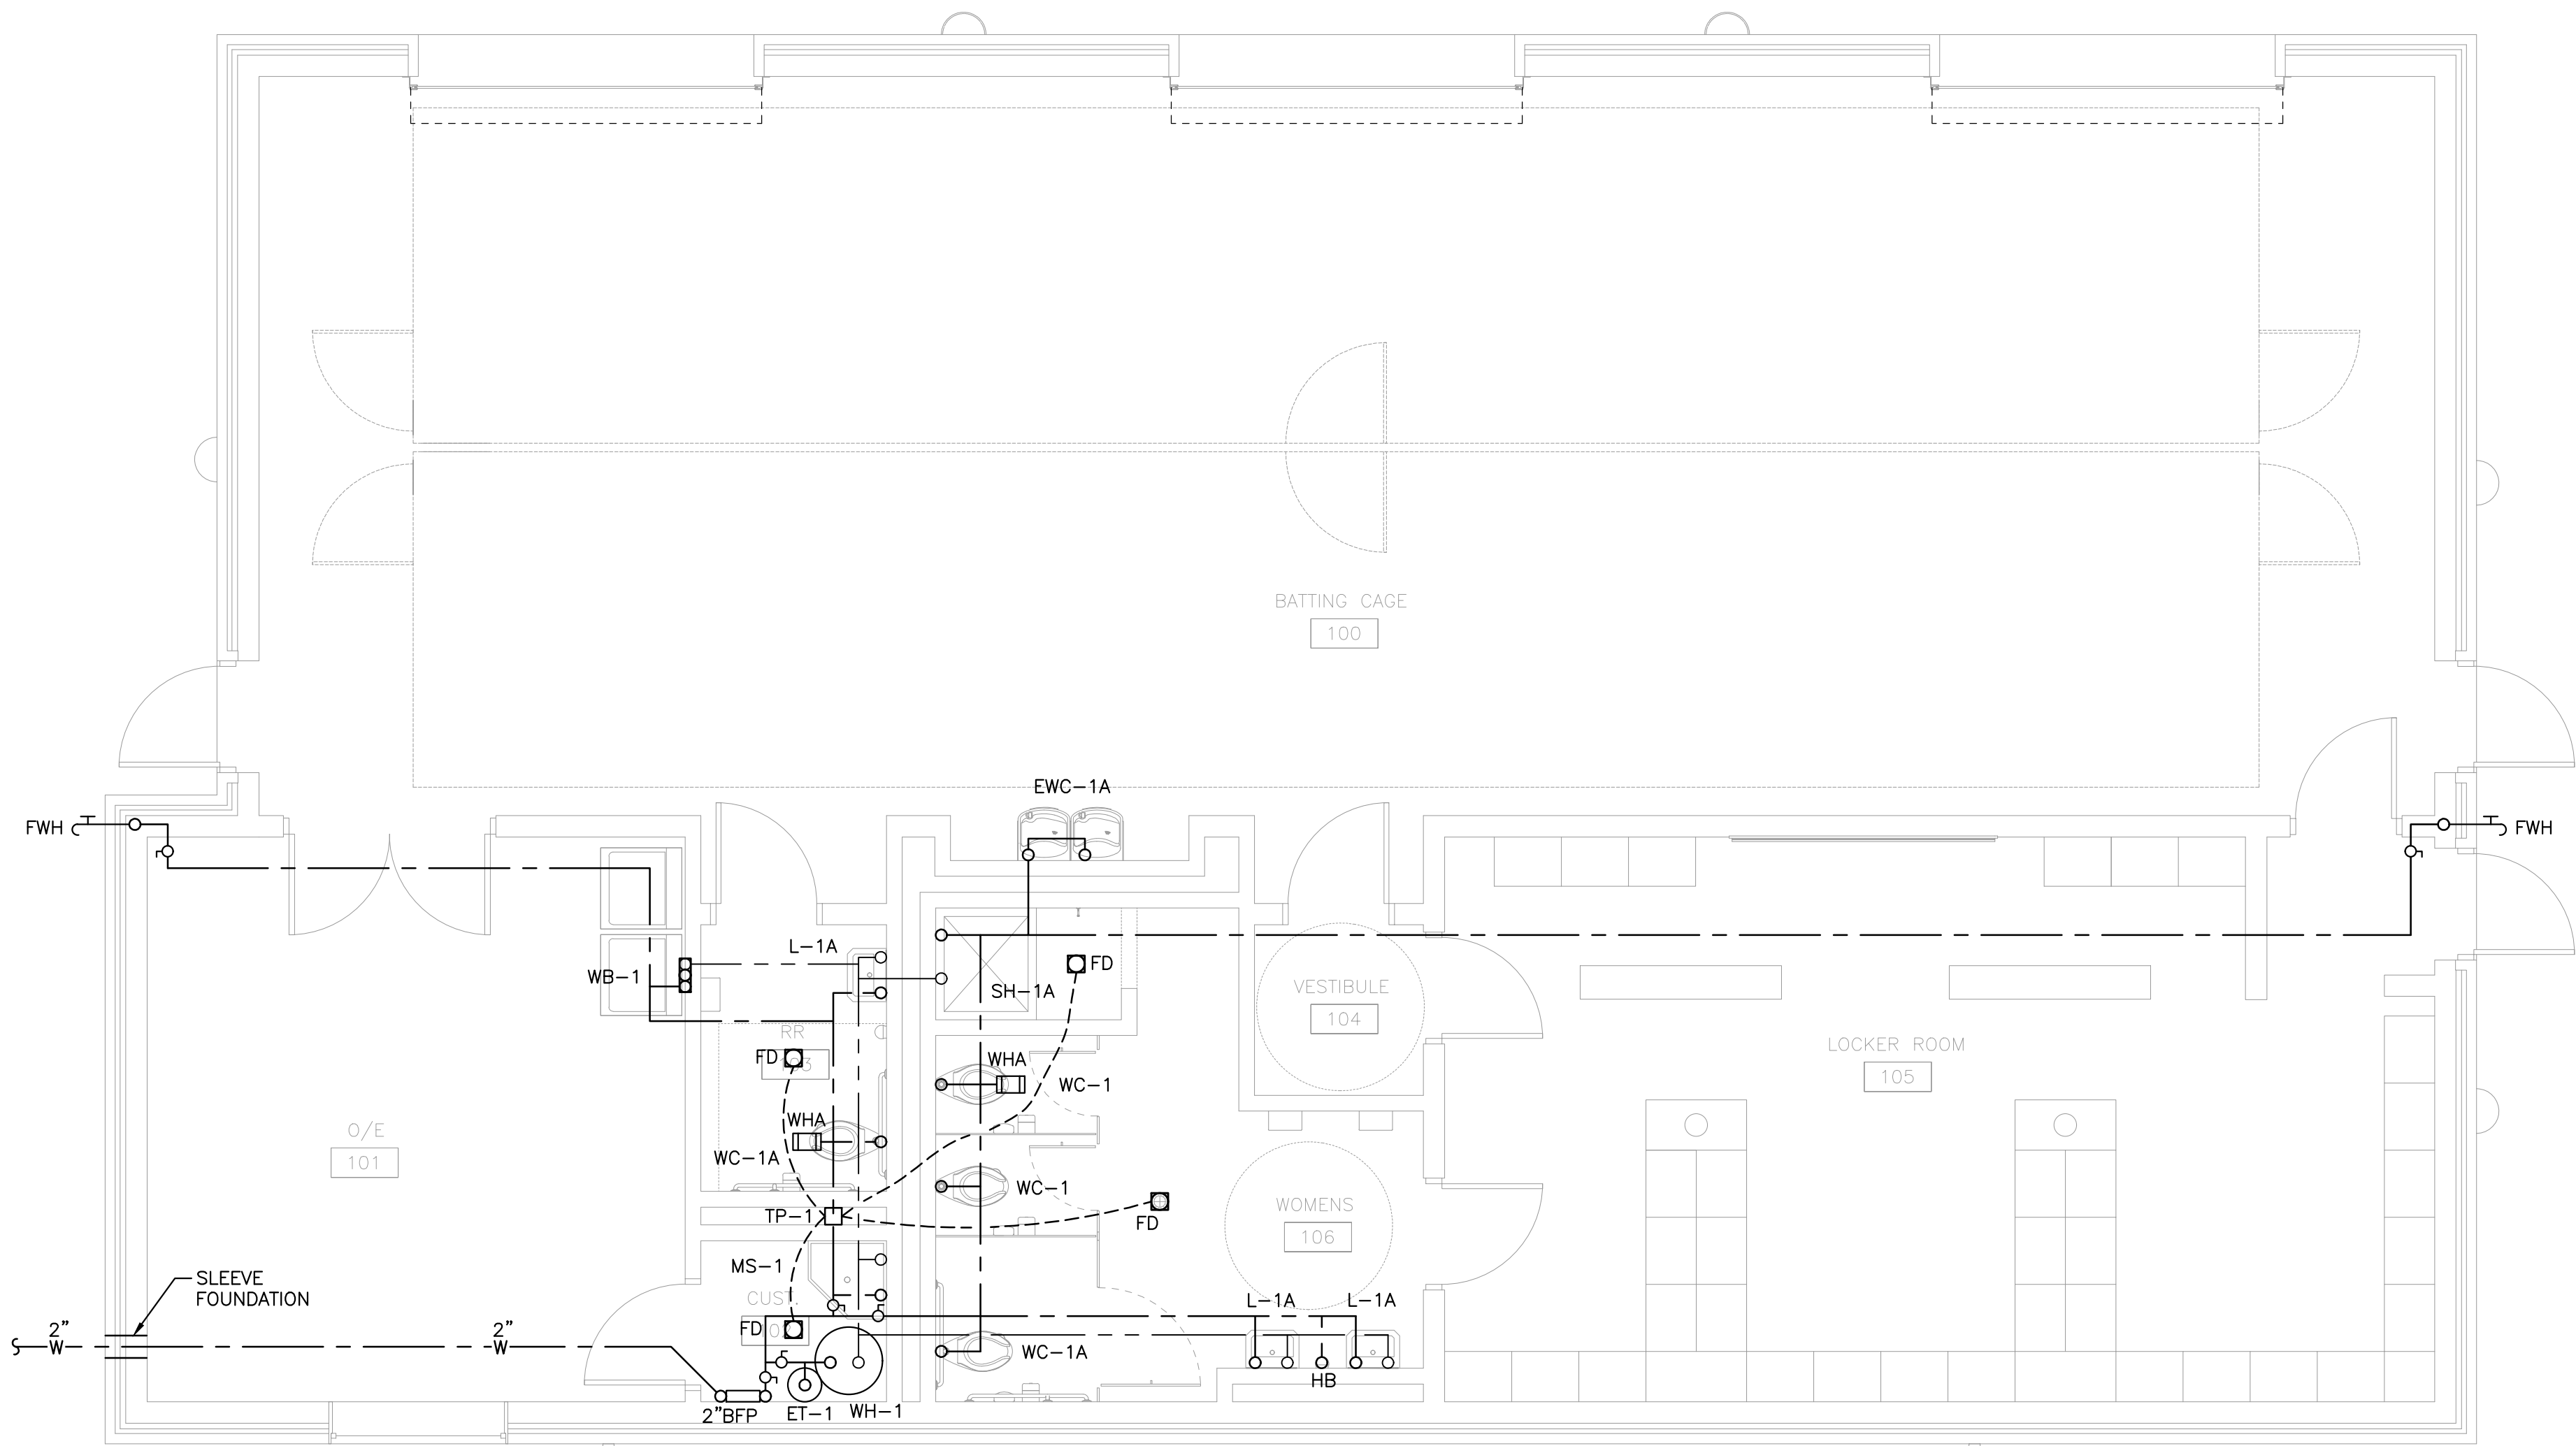 BATTING CAGE
100
EWC-1A
FWH
FWH
L-1A
WB-1
FD
SH-1A
VESTIBULE
104
RR
FD
103
LOCKER ROOM
105
WHA
WC-1
WHA
O/E
101
WC-1A
WC-1
TP-1
WOMENS
106
FD
MS-1
SLEEVE
FOUNDATION
CUST.
L-1A
L-1A
FD
2"
W
2"
W
WC-1A
HB
2"BFP
ET-1
WH-1